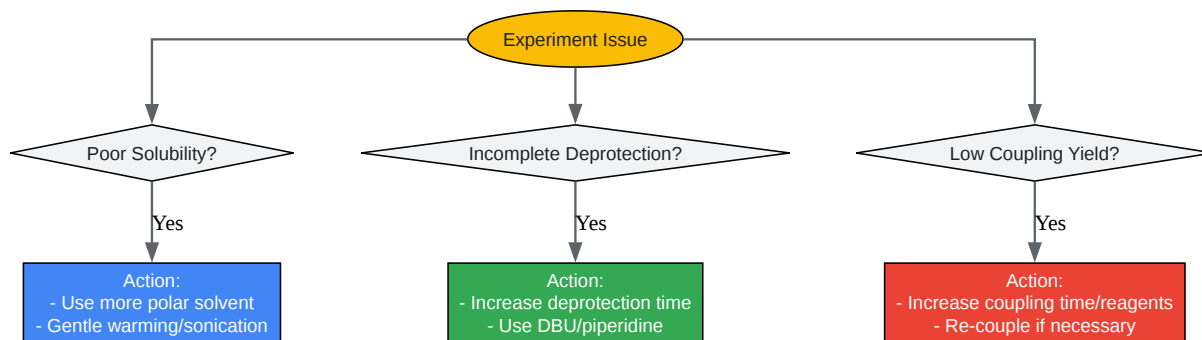 Experiment Issue
Poor Solubility?
Incomplete Deprotection?
Low Coupling Yield?
Yes
Yes
Yes
Action:
- Use more polar solvent
- Gentle warming/sonication
Action:
- Increase deprotection time
- Use DBU/piperidine
Action:
- Increase coupling time/reagents
- Re-couple if necessary